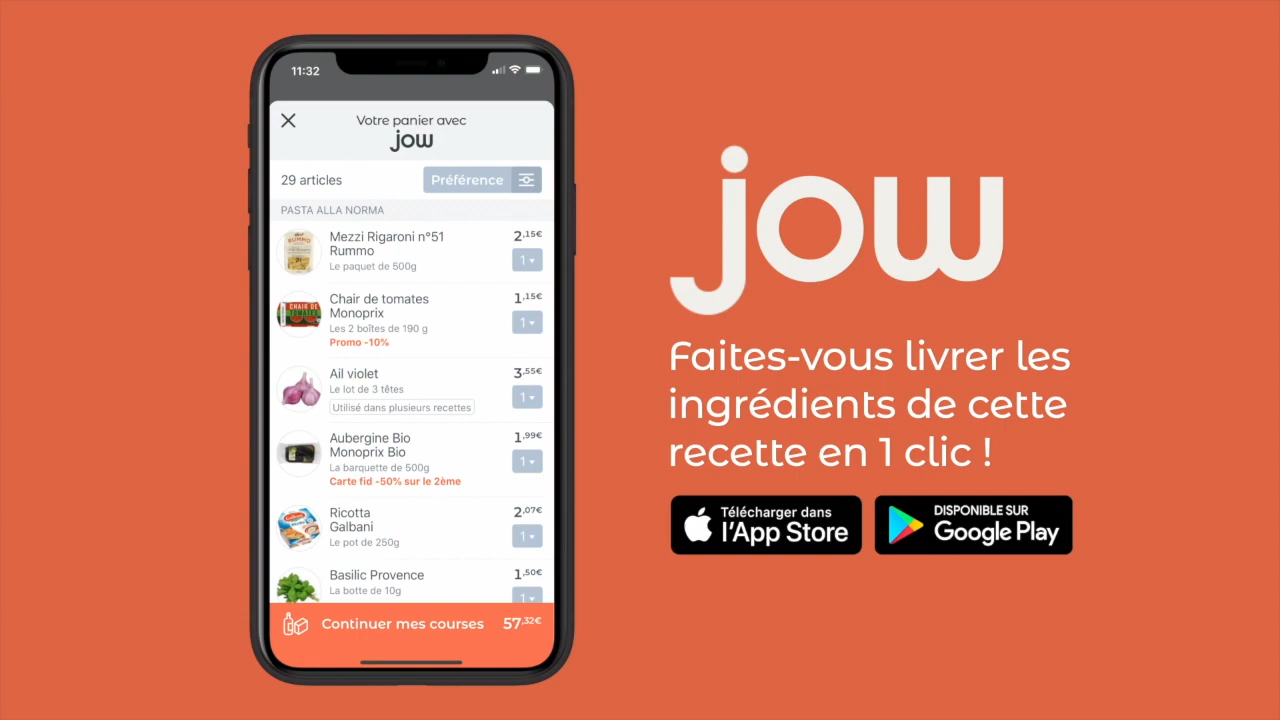 11:32
Votre panier avec
jow
29 articles
Préférence
PASTA ALLA NORMA
Mezzi Rigaroni n°51
Rummo
Le paquet de 500g
2,15€
1
RUMMO
Chair de tomates
Monoprix
Les 2 boîtes de 190 g
Promo -10%
1,15€
1
CHAIR DE
TOMATES
Ail violet
Le lot de 3 têtes
Utilisé dans plusieurs recettes
3,55€
1
Aubergine Bio
Monoprix Bio
La barquette de 500g
Carte fid -50% sur le 2ème
1,99€
1
Ricotta
Galbani
Le pot de 250g
2,07€
1
Basilic Provence
La botte de 10g
1,50€
1
Continuer mes courses 57,32€
jow
Faites-vous livrer les
ingrédients de cette
recette en 1 clic !
Télécharger dans
l'App Store
DISPONIBLE SUR
Google Play